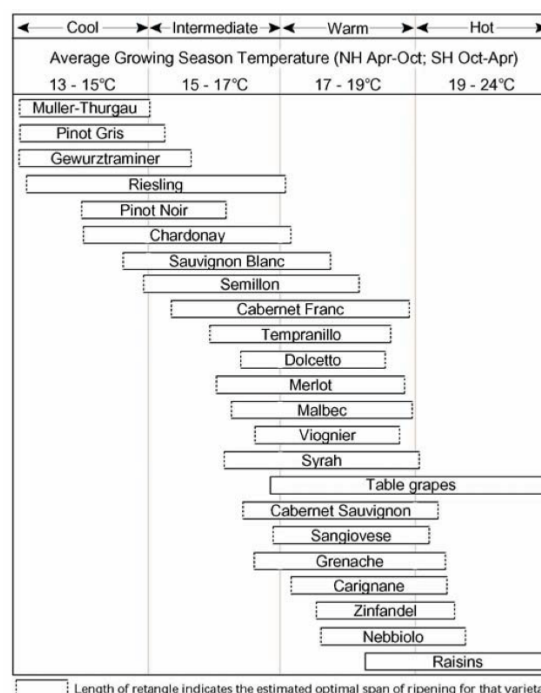 Cool Intermediate Warm Hot
Average Growing Season Temperature (NH Apr-Oct; SH Oct-Apr)
13 - 15°C 15 - 17°C 17 - 19°C 19 - 24°C
Muller-Thurgau
Pinot Gris
Gewurztraminer
Riesling
Pinot Noir
Chardonay
Sauvignon Blanc
Semillon
Cabernet Franc
Tempranillo
Dolcetto
Merlot
Malbec
Viognier
Syrah
Table grapes
Cabernet Sauvignon
Sangiovese
Grenache
Carignane
Zinfandel
Nebbiolo
Raisins
Length of retangle indicates the estimated optimal span of ripening for that varieta